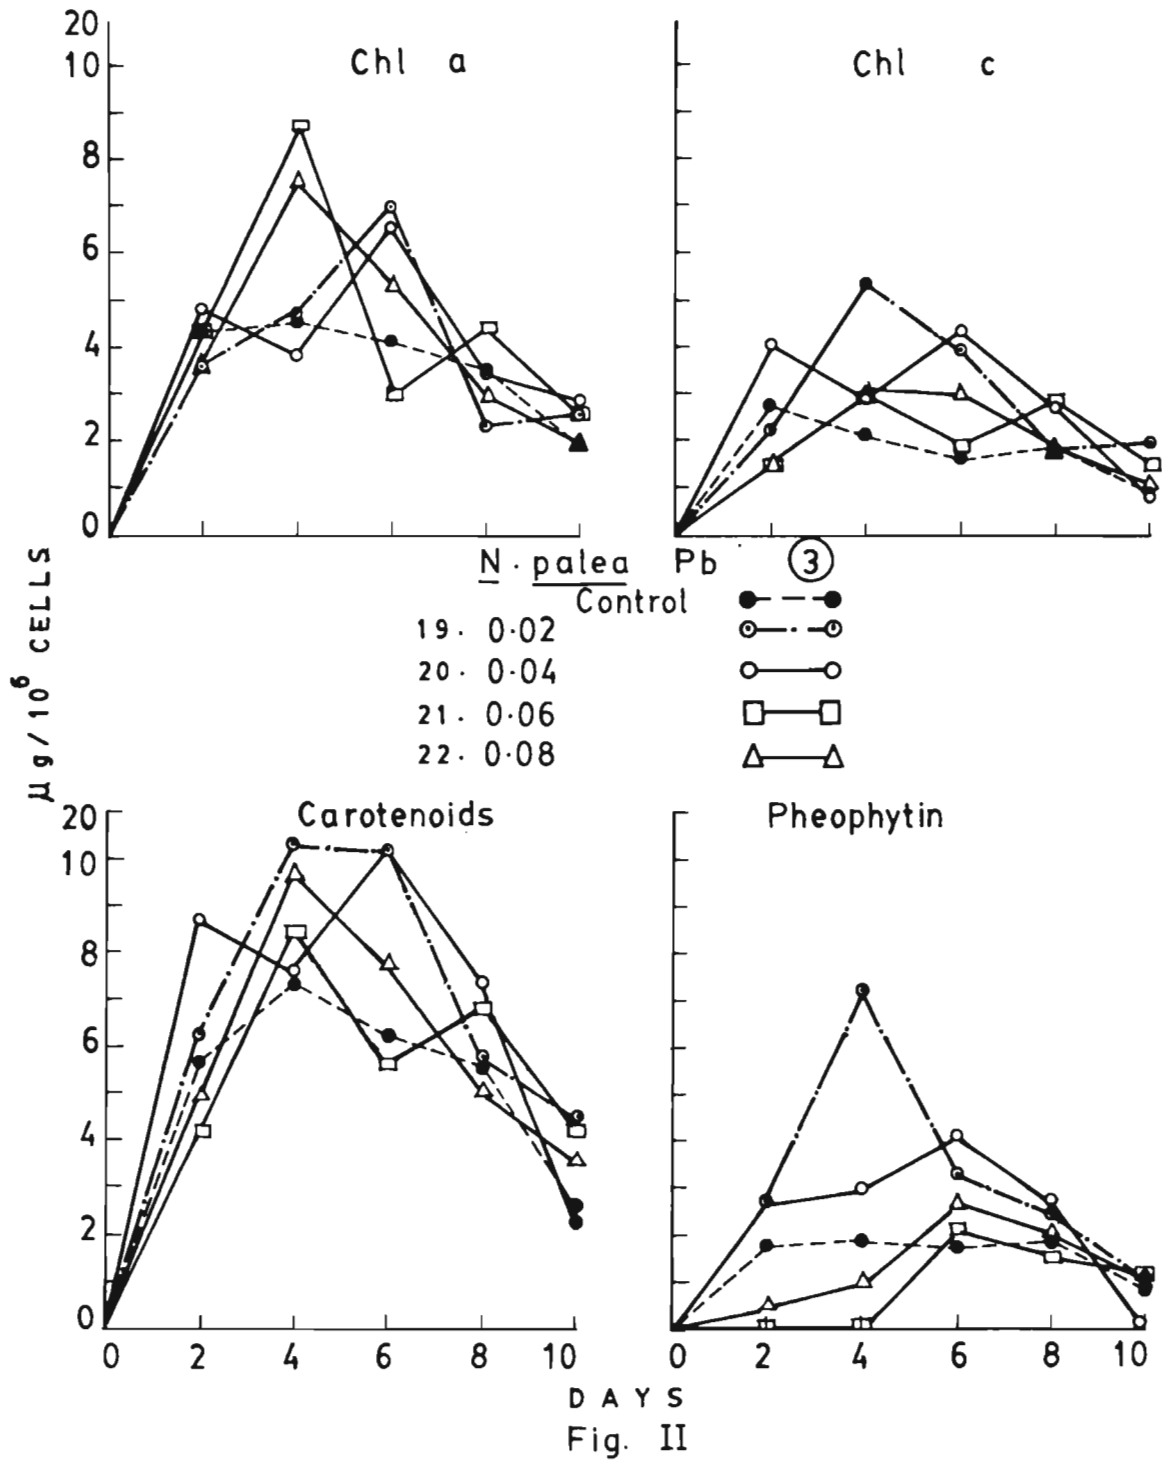 Chl a
Chl c
20
10
8
6
4
2
0
N. palea Pb 3
Control
19. 0.02
20. 0.04
21. 0.06
22. 0.08
µg/10⁶ CELLS
Carotenoids
Pheophytin
20
10
8
6
4
2
0
0 2 4 6 8 10
0 2 4 6 8 10
DAYS
Fig. II